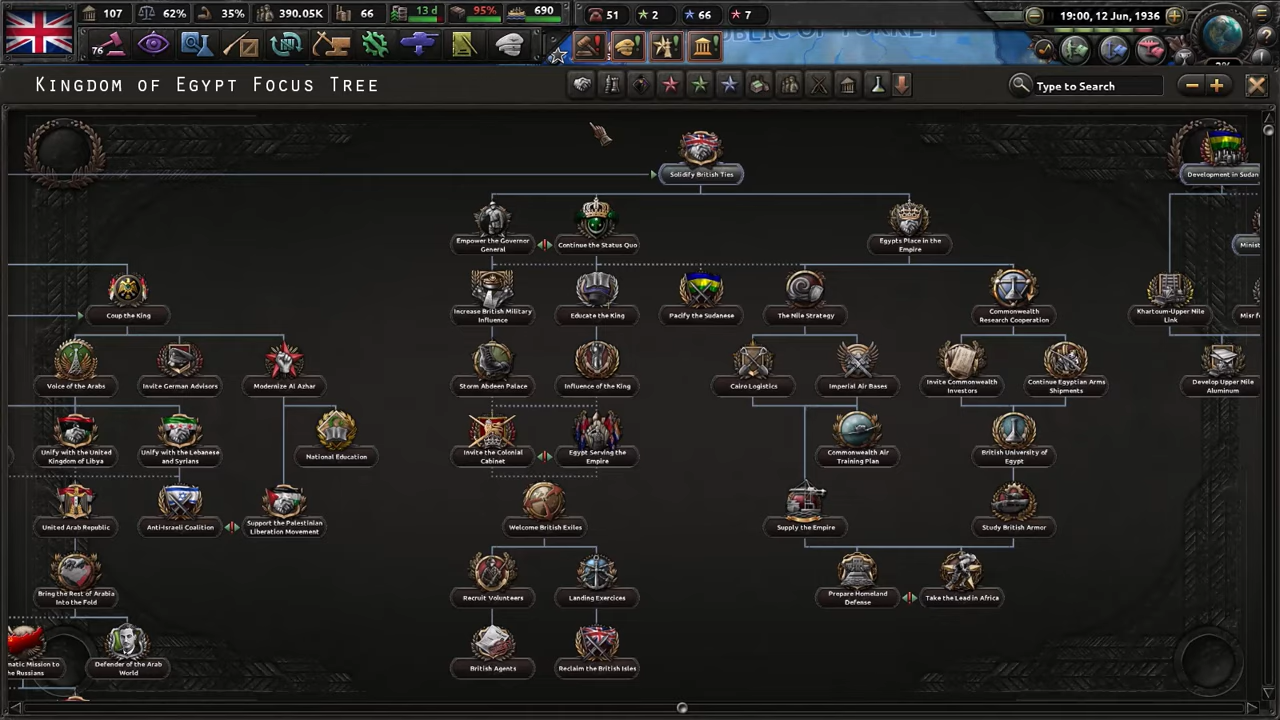 107
62%
35%
390.05K
66
13 d
95%
690
51
2
66
7
19:00, 12 Jun, 1936
76
KINGDOM OF EGYPT FOCUS TREE
Type to Search
Solidify British Ties
Development in Sudan
Empower the Governor
General
Continue the Status Quo
Egypts Place in the
Empire
Minist
Coup the King
Increase British Military
Influence
Educate the King
Pacify the Sudanese
The Nile Strategy
Commonwealth
Research Cooperation
Khartoum-Upper Nile
Link
Misr f
Voice of the Arabs
Invite German Advisors
Modernize Al Azhar
Storm Abdeen Palace
Influence of the King
Cairo Logistics
Imperial Air Bases
Invite Commonwealth
Investors
Continue Egyptian Arms
Shipments
Develop Upper Nile
Aluminum
Unify with the United
Kingdom of Libya
Unify with the Lebanese
and Syrians
National Education
Invite the Colonial
Cabinet
Egypt Serving the
Empire
Commonwealth Air
Training Plan
British University of
Egypt
United Arab Republic
Anti-Israeli Coalition
Support the Palestinian
Liberation Movement
Welcome British Exiles
Supply the Empire
Study British Armor
Bring the Rest of Arabia
Into the Fold
Recruit Volunteers
Landing Exercices
Prepare Homeland
Defense
Take the Lead in Africa
matic Mission to
he Russians
Defender of the Arab
World
British Agents
Reclaim the British Isles